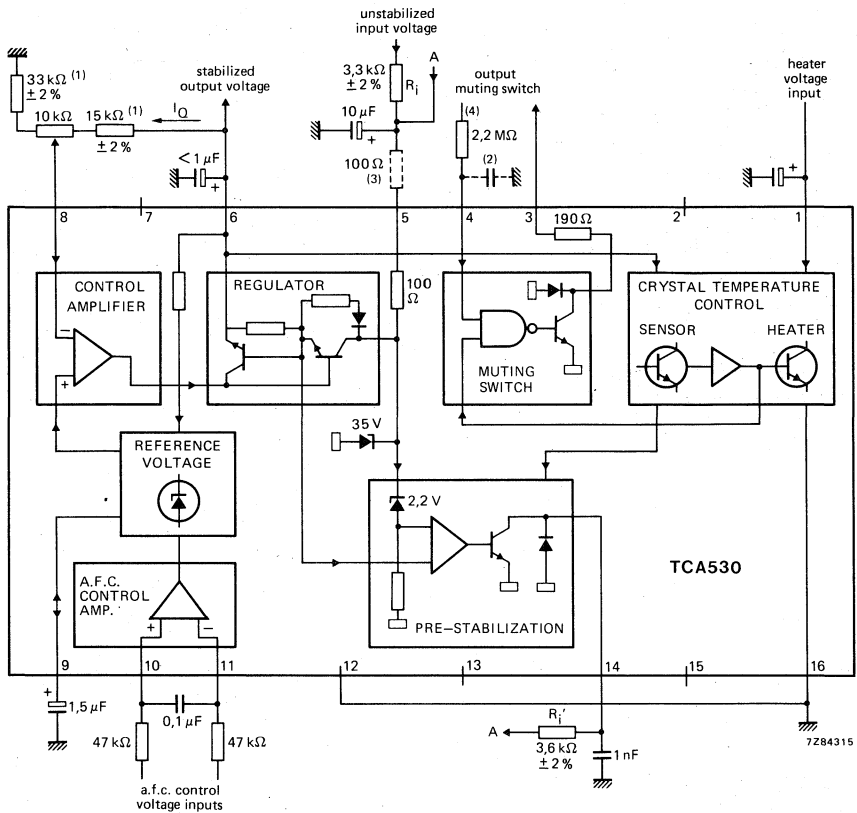 unstabilized
input voltage
A
33 kΩ (1)
± 2%
stabilized
output voltage
3,3 kΩ
± 2%
Ri
output
muting switch
heater
voltage
input
10 kΩ
15 kΩ (1)
± 2%
IQ
10 μF
+
(4)
2,2 MΩ
< 1 μF
+
100 Ω
(3)
(2)
+
8
7
6
5
4
3
190 Ω
2
1
CONTROL
AMPLIFIER
REGULATOR
100
Ω
CRYSTAL TEMPERATURE
CONTROL
SENSOR
HEATER
−
+
MUTING
SWITCH
35 V
REFERENCE
VOLTAGE
2,2 V
TCA530
A.F.C.
CONTROL
AMP.
+
−
PRE−STABILIZATION
9
10
11
12
13
14
15
16
+
1,5 μF
0,1 μF
47 kΩ
47 kΩ
A
Ri'
3,6 kΩ
± 2%
1 nF
7Z84315
a.f.c. control
voltage inputs